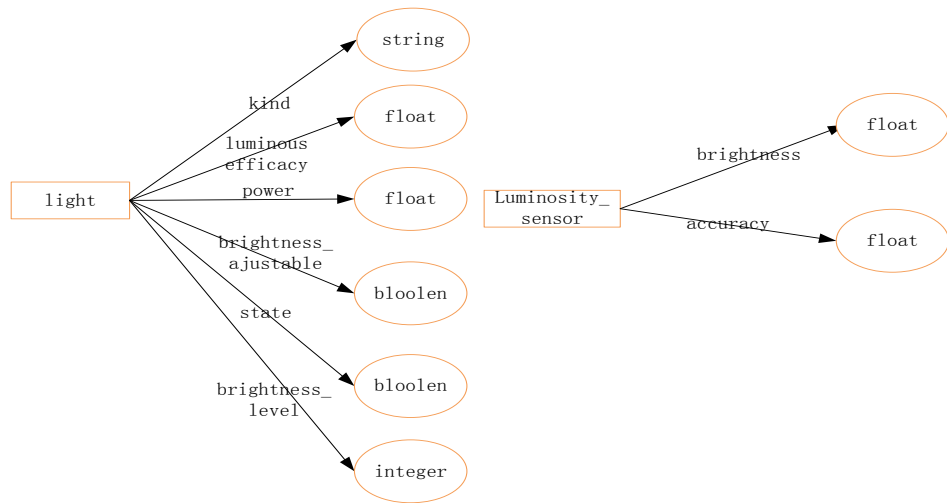 string
kind
float
luminous
efficacy
power
light
float
brightness_
ajustable
bloolen
state
bloolen
brightness_
level
integer
float
brightness
Luminosity_
sensor
accuracy
float